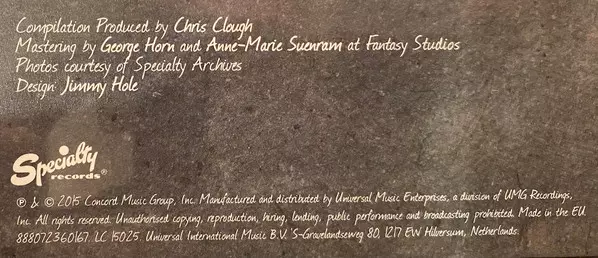 Compilation Produced by Chris Clough
Mastering by George Horn and Anne-Marie Suenram at Fantasy Studios
Photos courtesy of Specialty Archives
Design: Jimmy Hole
Specialty
records®
℗ & © 2015 Concord Music Group, Inc. Manufactured and distributed by Universal Music Enterprises, a division of UMG Recordings,
Inc. All rights reserved. Unauthorised copying, reproduction, hiring, lending, public performance and broadcasting prohibited. Made in the EU.
888072360167. LC 15025. Universal International Music B.V. 'S-Gravelandseweg 80, 1217 EW Hilversum, Netherlands.